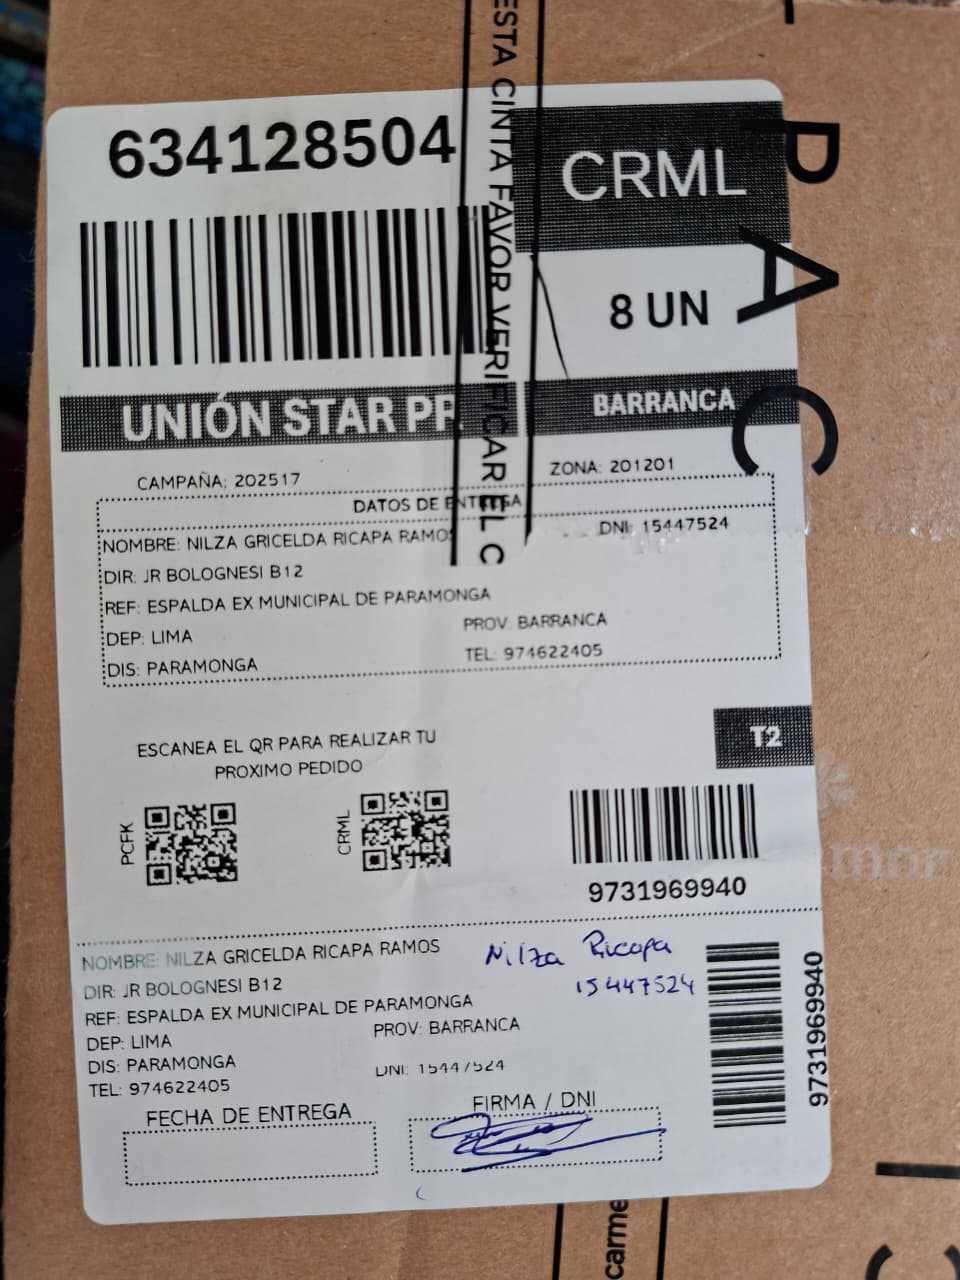 634128504
CRML
8 UN
UNIÓN STAR PR
BARRANCA
CAMPAÑA: 202517
ZONA: 201201
DATOS DE ENTREGA
NOMBRE: NILZA GRICELDA RICAPA RAMOS
DNI: 15447524
DIR: JR BOLOGNESI B12
REF: ESPALDA EX MUNICIPAL DE PARAMONGA
DEP: LIMA
PROV: BARRANCA
DIS: PARAMONGA
TEL: 974622405
ESTA CINTA FAVOR VERIFICAR EL C
PAC
ESCANEA EL QR PARA REALIZAR TU
PROXIMO PEDIDO
T2
PCFK
CRML
9731969940
NOMBRE: NILZA GRICELDA RICAPA RAMOS
Nilza Ricapa
15447524
DIR: JR BOLOGNESI B12
REF: ESPALDA EX MUNICIPAL DE PARAMONGA
DEP: LIMA
PROV: BARRANCA
DIS: PARAMONGA
DNI: 15447524
TEL: 974622405
9731969940
FECHA DE ENTREGA
FIRMA / DNI
carme